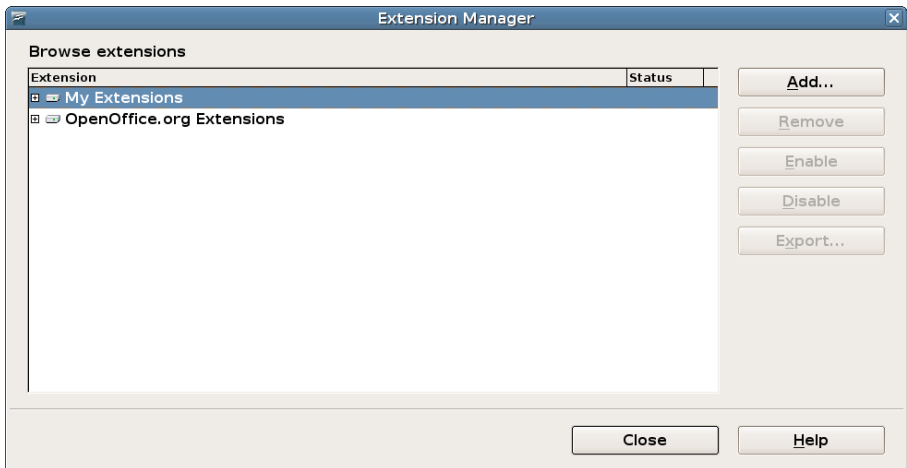 Extension Manager
Browse extensions
Extension Status
My Extensions
OpenOffice.org Extensions
Add...
Remove
Enable
Disable
Export...
Close
Help